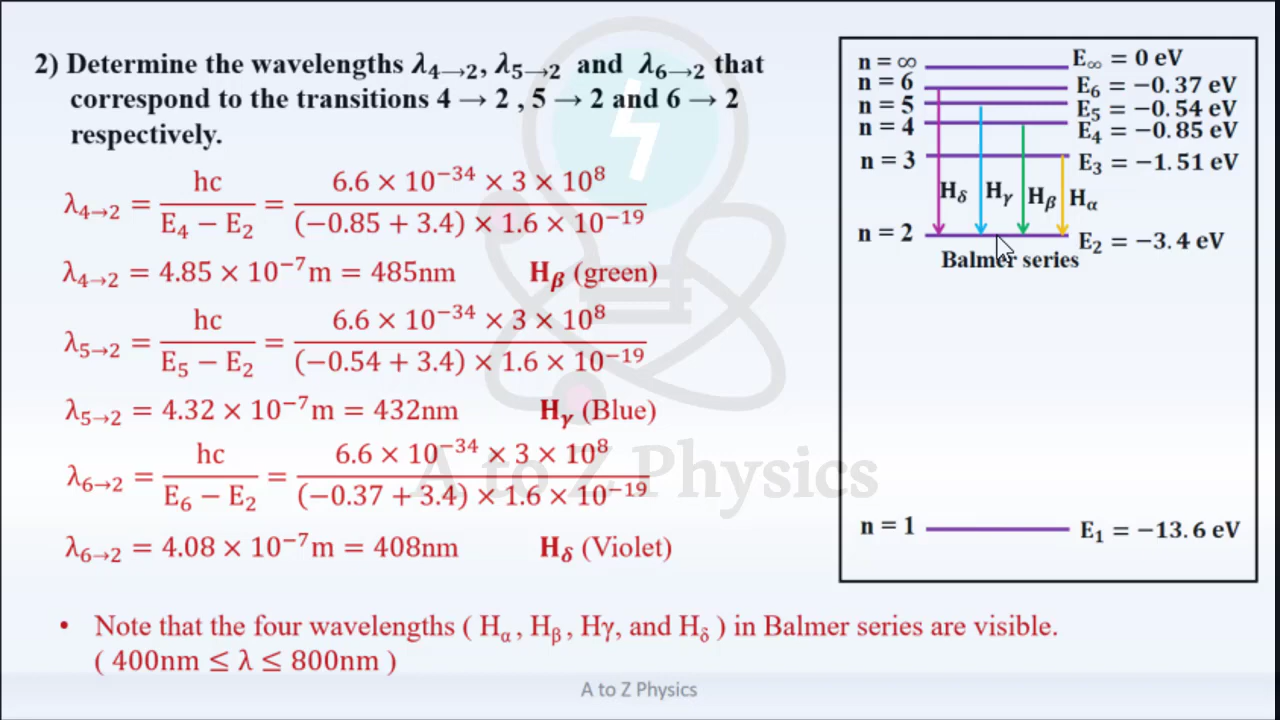 2) Determine the wavelengths λ₄→₂, λ₅→₂ and λ₆→₂ that
correspond to the transitions 4 → 2 , 5 → 2 and 6 → 2
respectively.
λ₄→₂ = hc / (E₄ − E₂) = 6.6 × 10⁻³⁴ × 3 × 10⁸ / (−0.85 + 3.4) × 1.6 × 10⁻¹⁹
λ₄→₂ = 4.85 × 10⁻⁷m = 485nm Hᵦ (green)
λ₅→₂ = hc / (E₅ − E₂) = 6.6 × 10⁻³⁴ × 3 × 10⁸ / (−0.54 + 3.4) × 1.6 × 10⁻¹⁹
λ₅→₂ = 4.32 × 10⁻⁷m = 432nm Hᵧ (Blue)
λ₆→₂ = hc / (E₆ − E₂) = 6.6 × 10⁻³⁴ × 3 × 10⁸ / (−0.37 + 3.4) × 1.6 × 10⁻¹⁹
λ₆→₂ = 4.08 × 10⁻⁷m = 408nm Hδ (Violet)
• Note that the four wavelengths ( Hα , Hᵦ , Hγ, and Hδ ) in Balmer series are visible.
( 400nm ≤ λ ≤ 800nm )
n = ∞ E∞ = 0 eV
n = 6 E₆ = −0.37 eV
n = 5 E₅ = −0.54 eV
n = 4 E₄ = −0.85 eV
n = 3 E₃ = −1.51 eV
Hδ Hᵧ Hᵦ Hα
n = 2 E₂ = −3.4 eV
Balmer series
n = 1 E₁ = −13.6 eV
A to Z Physics
A to Z Physics